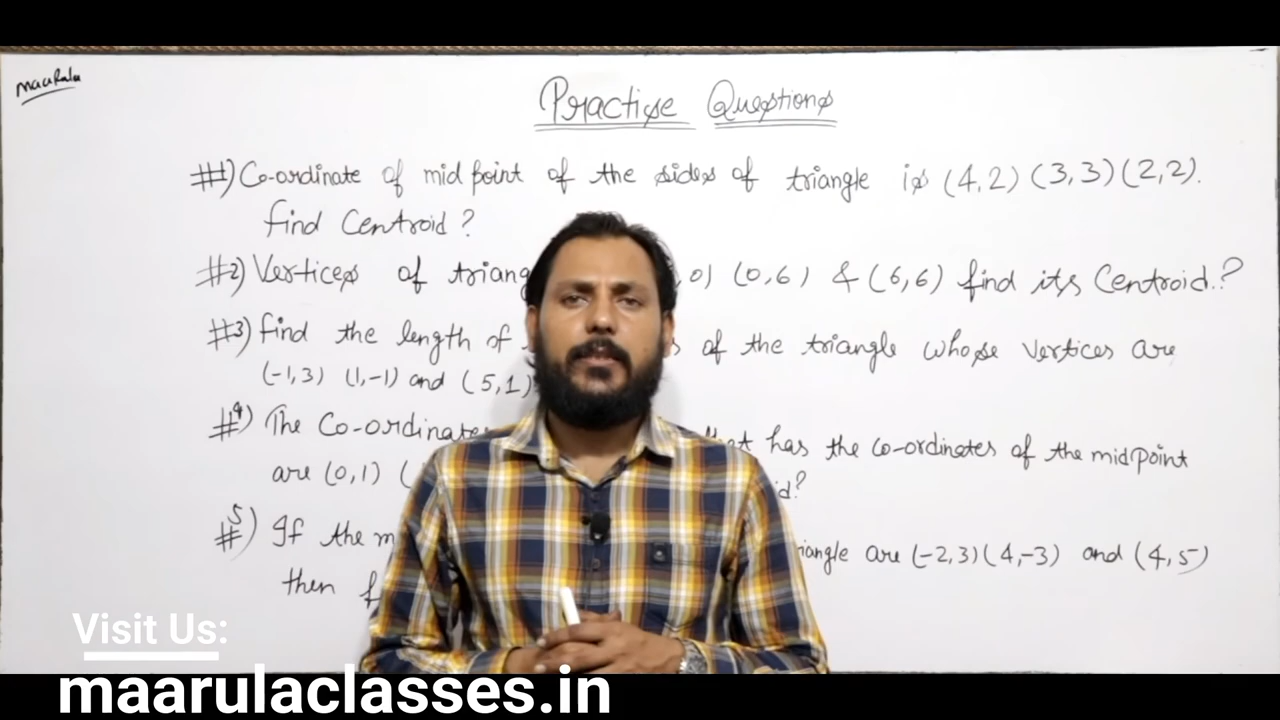 Maarula
Practise Questions
#1) Co-ordinate of mid point of the sides of triangle is (4,2) (3,3) (2,2).
find Centroid?
#2) Vertices of , 0) (0,6) & (6,6) find its Centroid.?
#3) find the length of of the triangle whose vertices are
(-1,3) (1,-1) and (5,1)
#4) The Co-ordinates has the co-ordinates of the midpoint
are (0,1) (
#5) If the are (-2,3) (4,-3) and (4,5)
then
Visit Us:
maarulaclasses.in